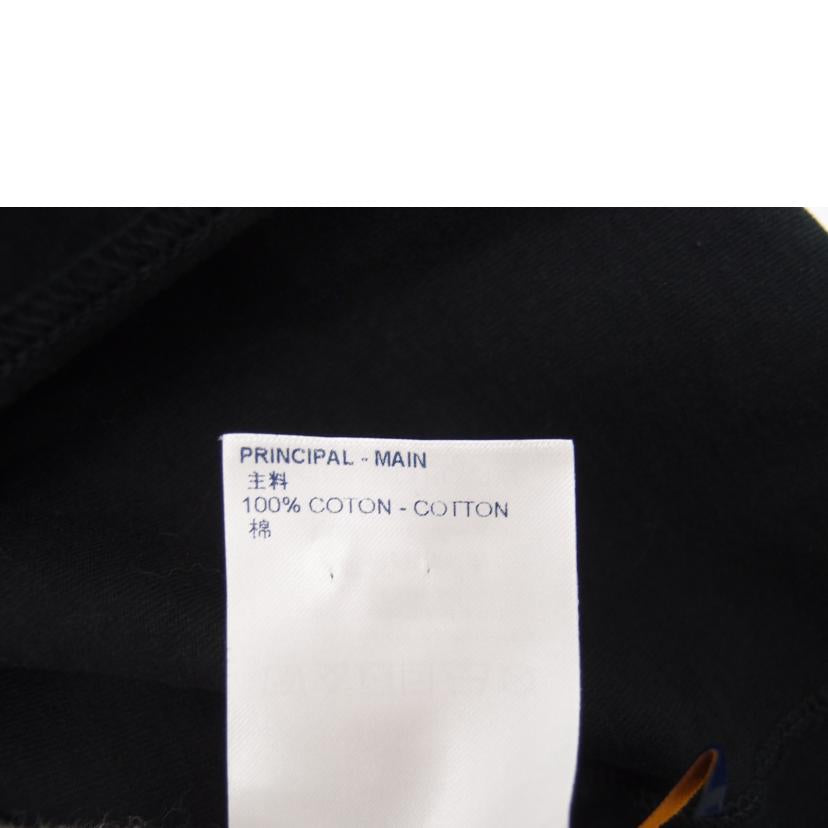 PRINCIPAL - MAIN
主料
100% COTON - COTTON
棉